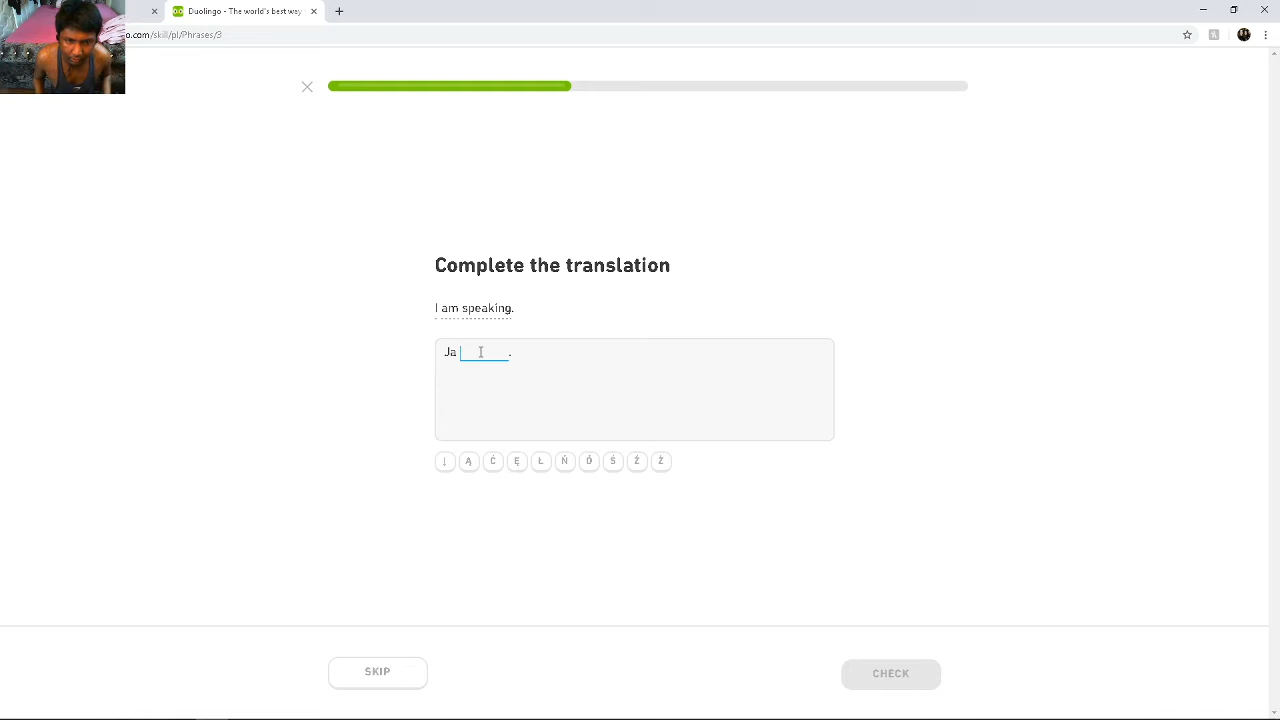 Duolingo - The world's best way
o.com/skill/pl/Phrases/3
Complete the translation
I am speaking.
Ja .
Ą Ć Ę Ł Ń Ó Ś Ź Ż
SKIP
CHECK